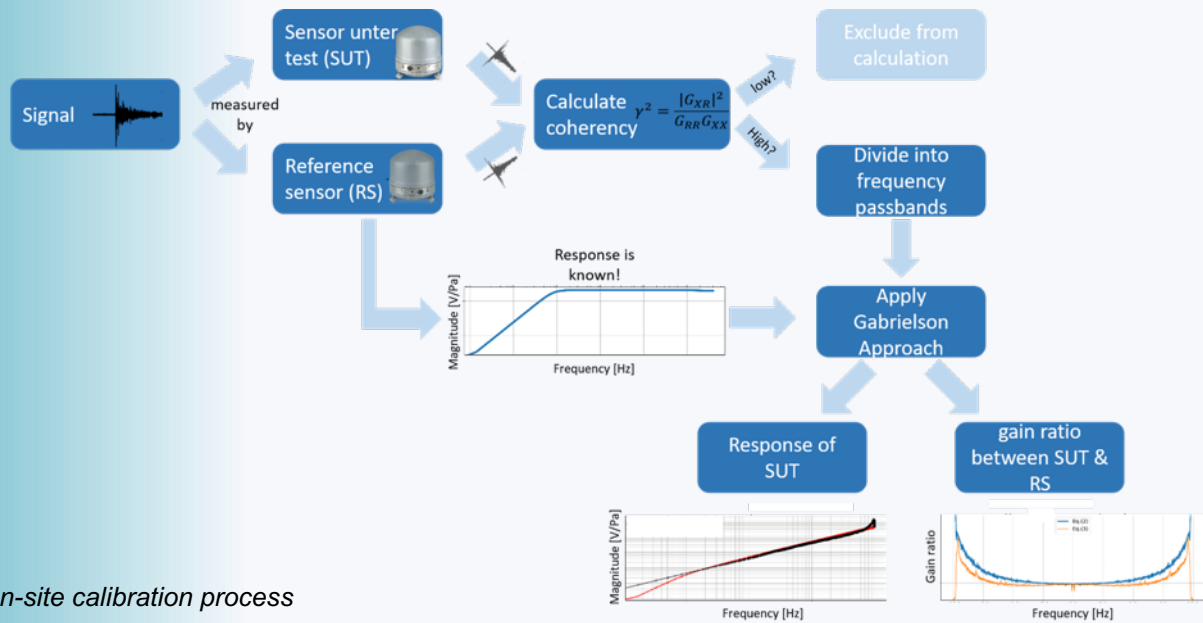 Signal
measured
by
Sensor unter
test (SUT)
Reference
sensor (RS)
Calculate
coherency
γ² = |G_XR|² / G_RR G_XX
low?
High?
Exclude from
calculation
Divide into
frequency
passbands
Response is
known!
Magnitude [V/Pa]
Frequency [Hz]
Apply
Gabrielson
Approach
Response of
SUT
gain ratio
between SUT &
RS
Magnitude [V/Pa]
Frequency [Hz]
Gain ratio
Eq.(2)
Frequency [Hz]
n-site calibration process